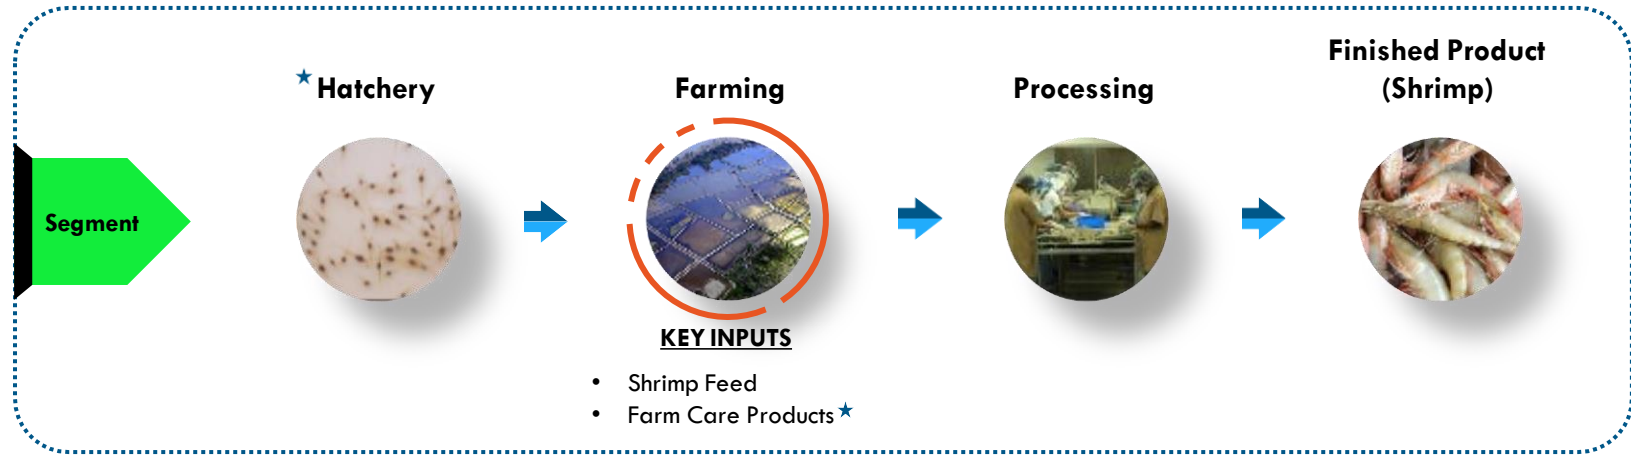 Segment
★ Hatchery
Farming
KEY INPUTS
• Shrimp Feed
• Farm Care Products ★
Processing
Finished Product
(Shrimp)